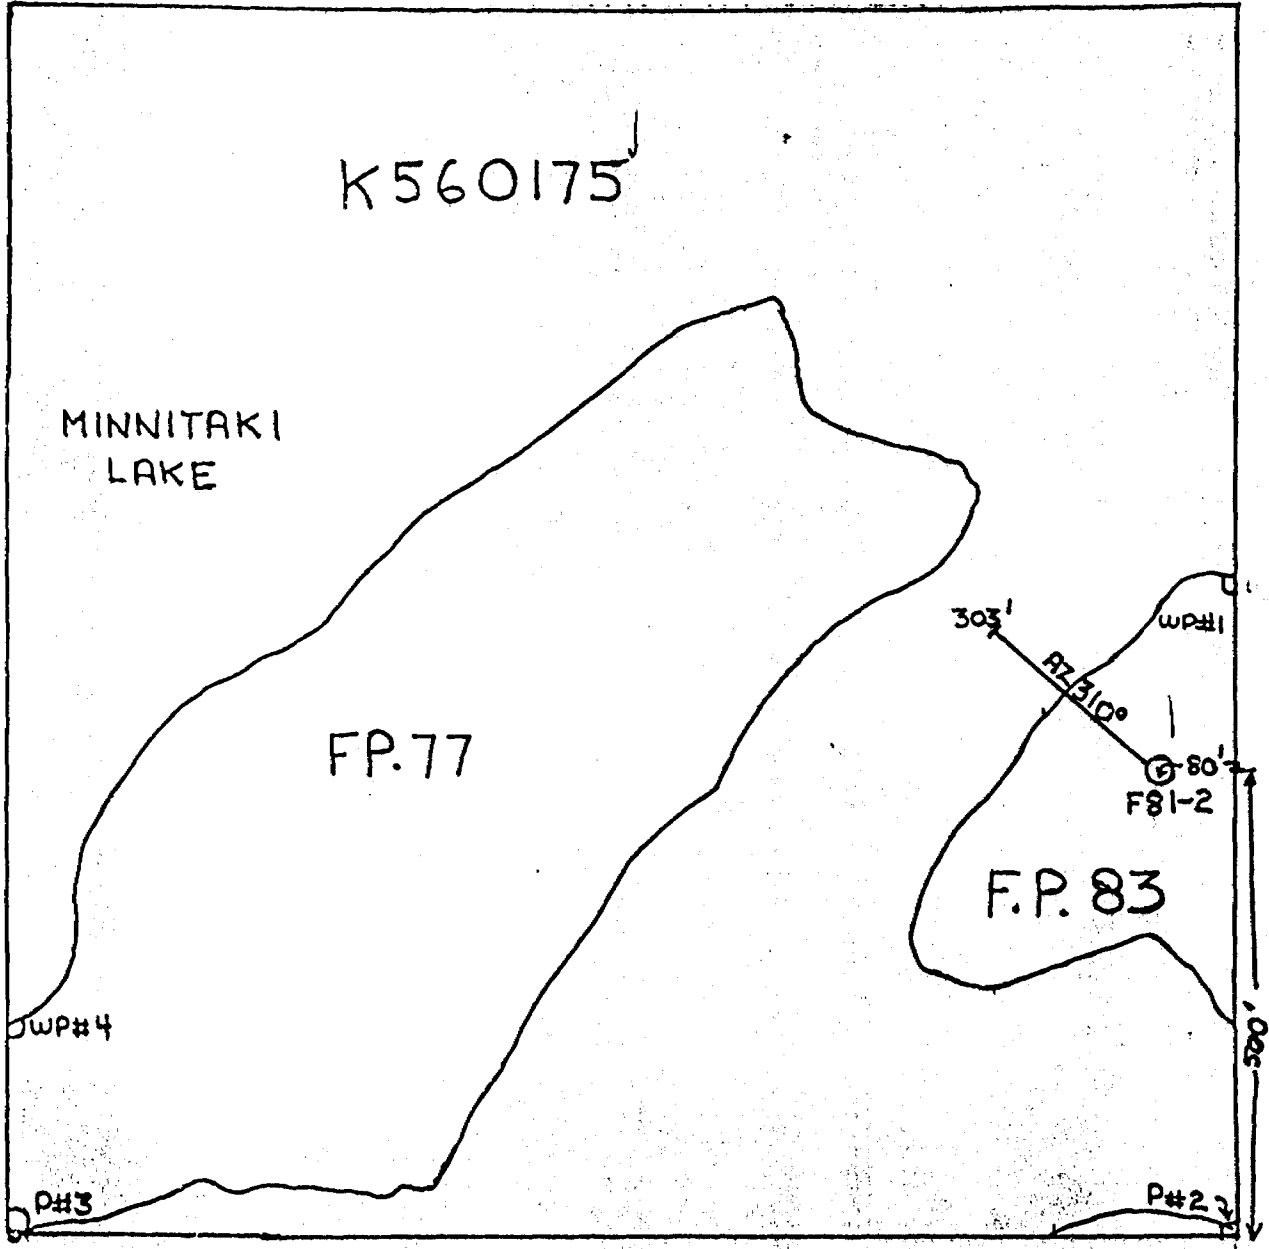 K560175
MINNITAKI
LAKE
303'
WP#1
AZ 310°
FP. 77
80'
F81-2
F.P. 83
WP#4
500'
P#3
P#2